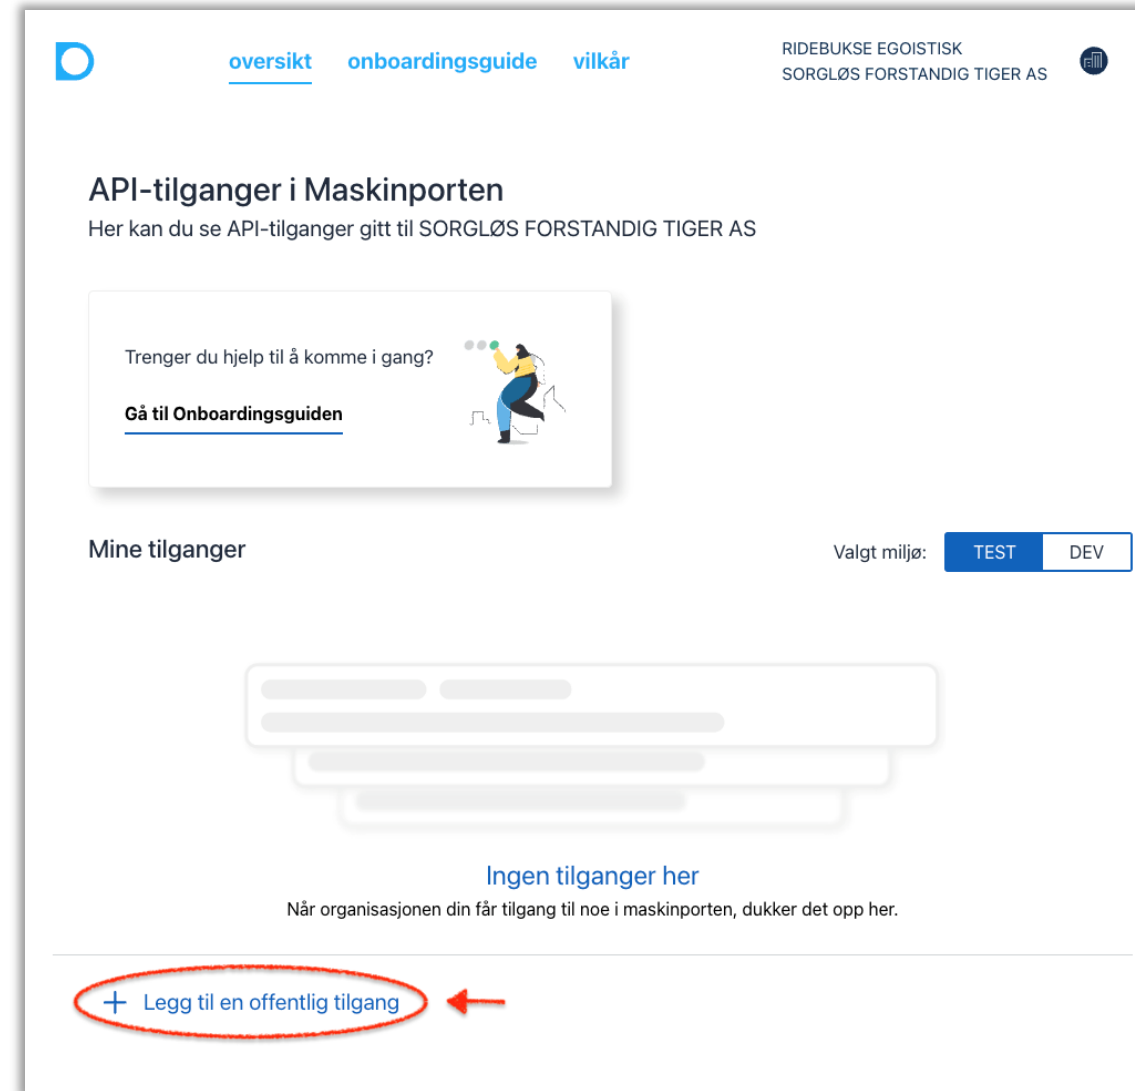 oversikt onboardingsguide vilkår
RIDEBUKSE EGOISTISK
SORGLØS FORSTANDIG TIGER AS
API-tilganger i Maskinporten
Her kan du se API-tilganger gitt til SORGLØS FORSTANDIG TIGER AS
Trenger du hjelp til å komme i gang?
Gå til Onboardingsguiden
Mine tilganger
Valgt miljø: TEST DEV
Ingen tilganger her
Når organisasjonen din får tilgang til noe i maskinporten, dukker det opp her.
Legg til en offentlig tilgang